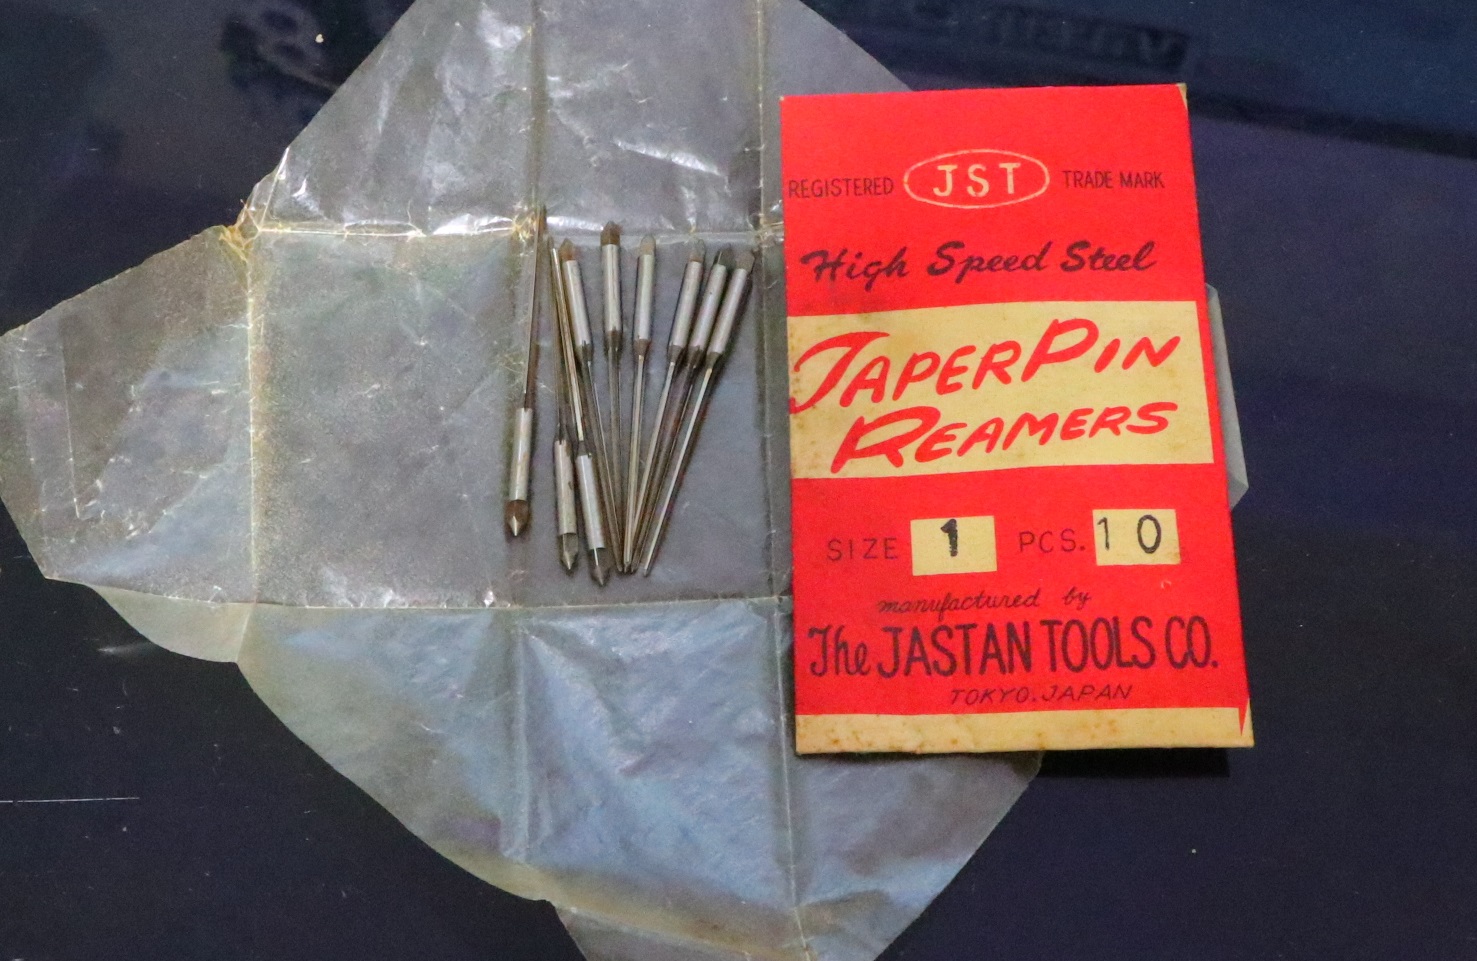 REGISTERED JST TRADE MARK
High Speed Steel
TAPER PIN
REAMERS
SIZE 1 PCS. 10
manufactured by
The JASTAN TOOLS CO.
TOKYO. JAPAN